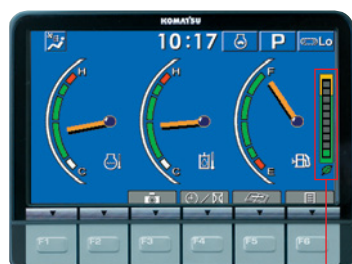 KOMATSU
10:17 P Lo
H H F
C C E
F1 F2 F3 F4 F5 F6